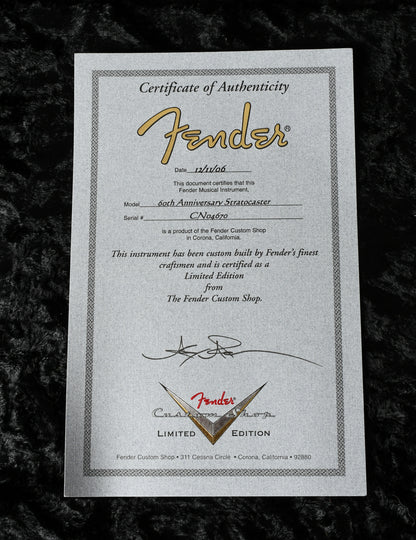 Certificate of Authenticity
Fender®
Date 12/11/06
This document certifies that this
Fender Musical Instrument,
Model 60th Anniversary Stratocaster
Serial # CN04670
is a product of the Fender Custom Shop
in Corona, California.
This instrument has been custom built by Fender's finest
craftsmen and is certified as a
Limited Edition
from
The Fender Custom Shop.
Fender
Custom Shop
LIMITED EDITION
Fender Custom Shop • 311 Cessna Circle • Corona, California • 92880